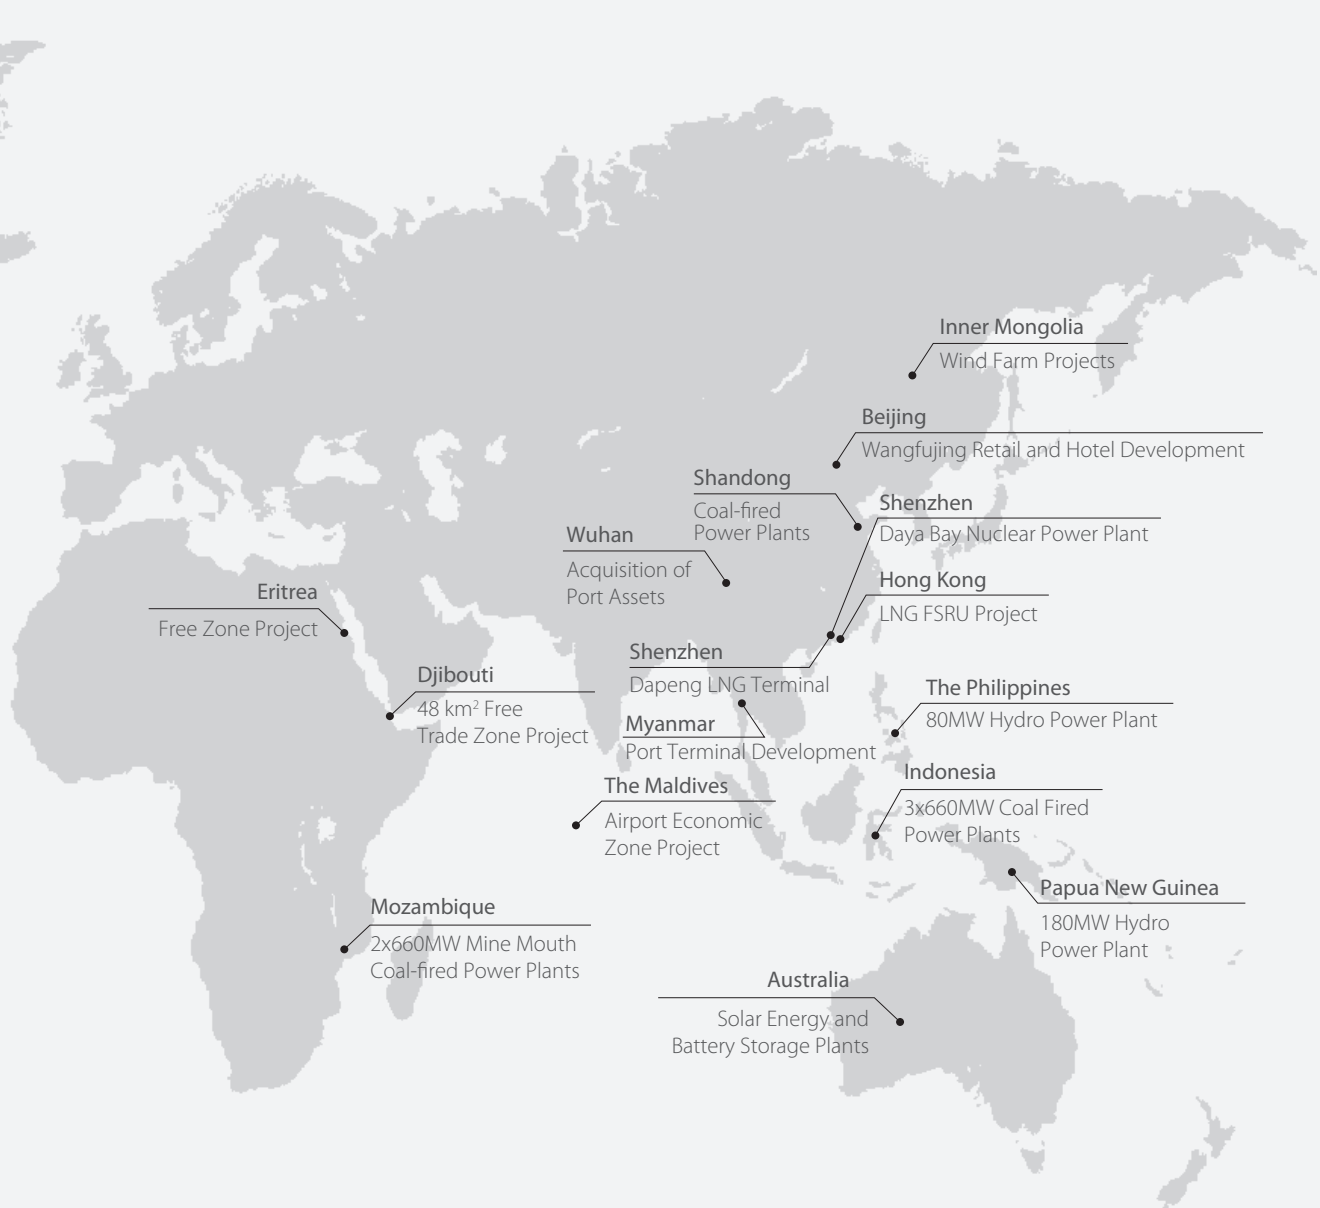 Inner Mongolia
Wind Farm Projects
Beijing
Wangfujing Retail and Hotel Development
Shandong
Coal-fired
Power Plants
Shenzhen
Daya Bay Nuclear Power Plant
Wuhan
Acquisition of
Port Assets
Hong Kong
LNG FSRU Project
Eritrea
Free Zone Project
Shenzhen
Dapeng LNG Terminal
Djibouti
48 km² Free
Trade Zone Project
The Philippines
80MW Hydro Power Plant
Myanmar
Port Terminal Development
Indonesia
3x660MW Coal Fired
Power Plants
The Maldives
Airport Economic
Zone Project
Papua New Guinea
180MW Hydro
Power Plant
Mozambique
2x660MW Mine Mouth
Coal-fired Power Plants
Australia
Solar Energy and
Battery Storage Plants